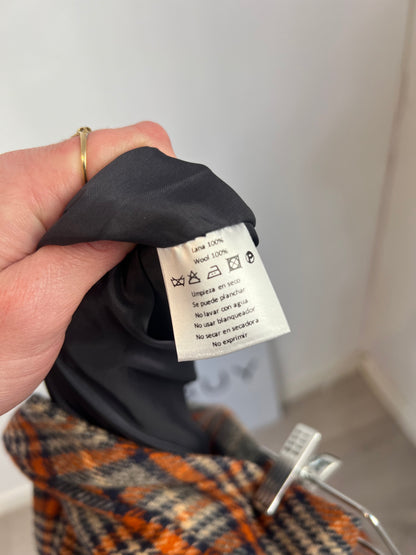 Lana 100%
Wool 100%
P
Limpieza en seco
Se puede planchar
No lavar con agua
No usar blanqueador
No secar en secadora
No exprimir